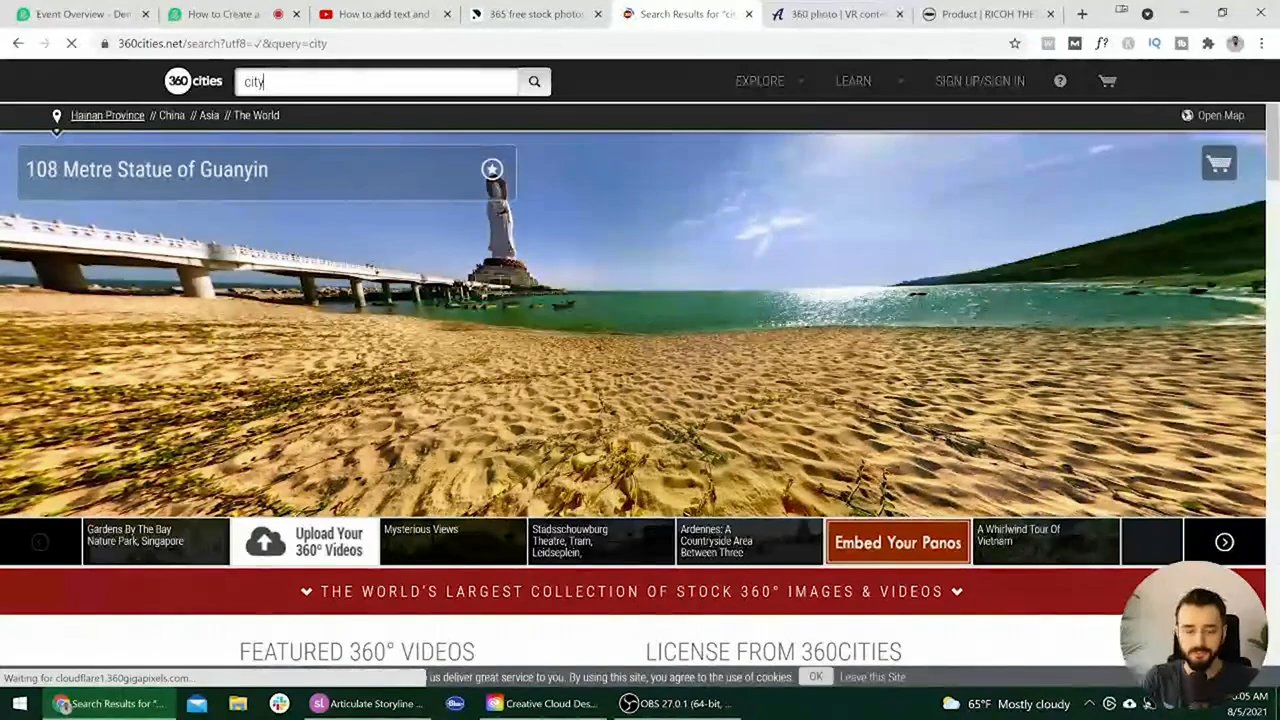 Event Overview - De
How to Create a
How to add text and
365 free stock photo
Search Results for "ci
360 photo | VR cont
Product | RICOH THE
360cities.net/search?utf8=✓&query=city
360 cities
city
EXPLORE
LEARN
SIGN UP/SIGN IN
Hainan Province // China // Asia // The World
Open Map
108 Metre Statue of Guanyin
Gardens By The Bay
Nature Park, Singapore
Upload Your
360º Videos
Mysterious Views
Stadsschouwburg
Theatre, Tram,
Leidseplein,
Ardennes: A
Countryside Area
Between Three
Embed Your Panos
A Whirlwind Tour Of
Vietnam
THE WORLD'S LARGEST COLLECTION OF STOCK 360° IMAGES & VIDEOS
FEATURED 360° VIDEOS
LICENSE FROM 360CITIES
Waiting for cloudflare1.360gigapixels.com...
us deliver great service to you. By using this site, you agree to the use of cookies.
OK
Leave this Site
Search Results for "...
Articulate Storyline ...
Creative Cloud Des...
OBS 27.0.1 (64-bit, ...
65°F Mostly cloudy
:05 AM
8/5/2021